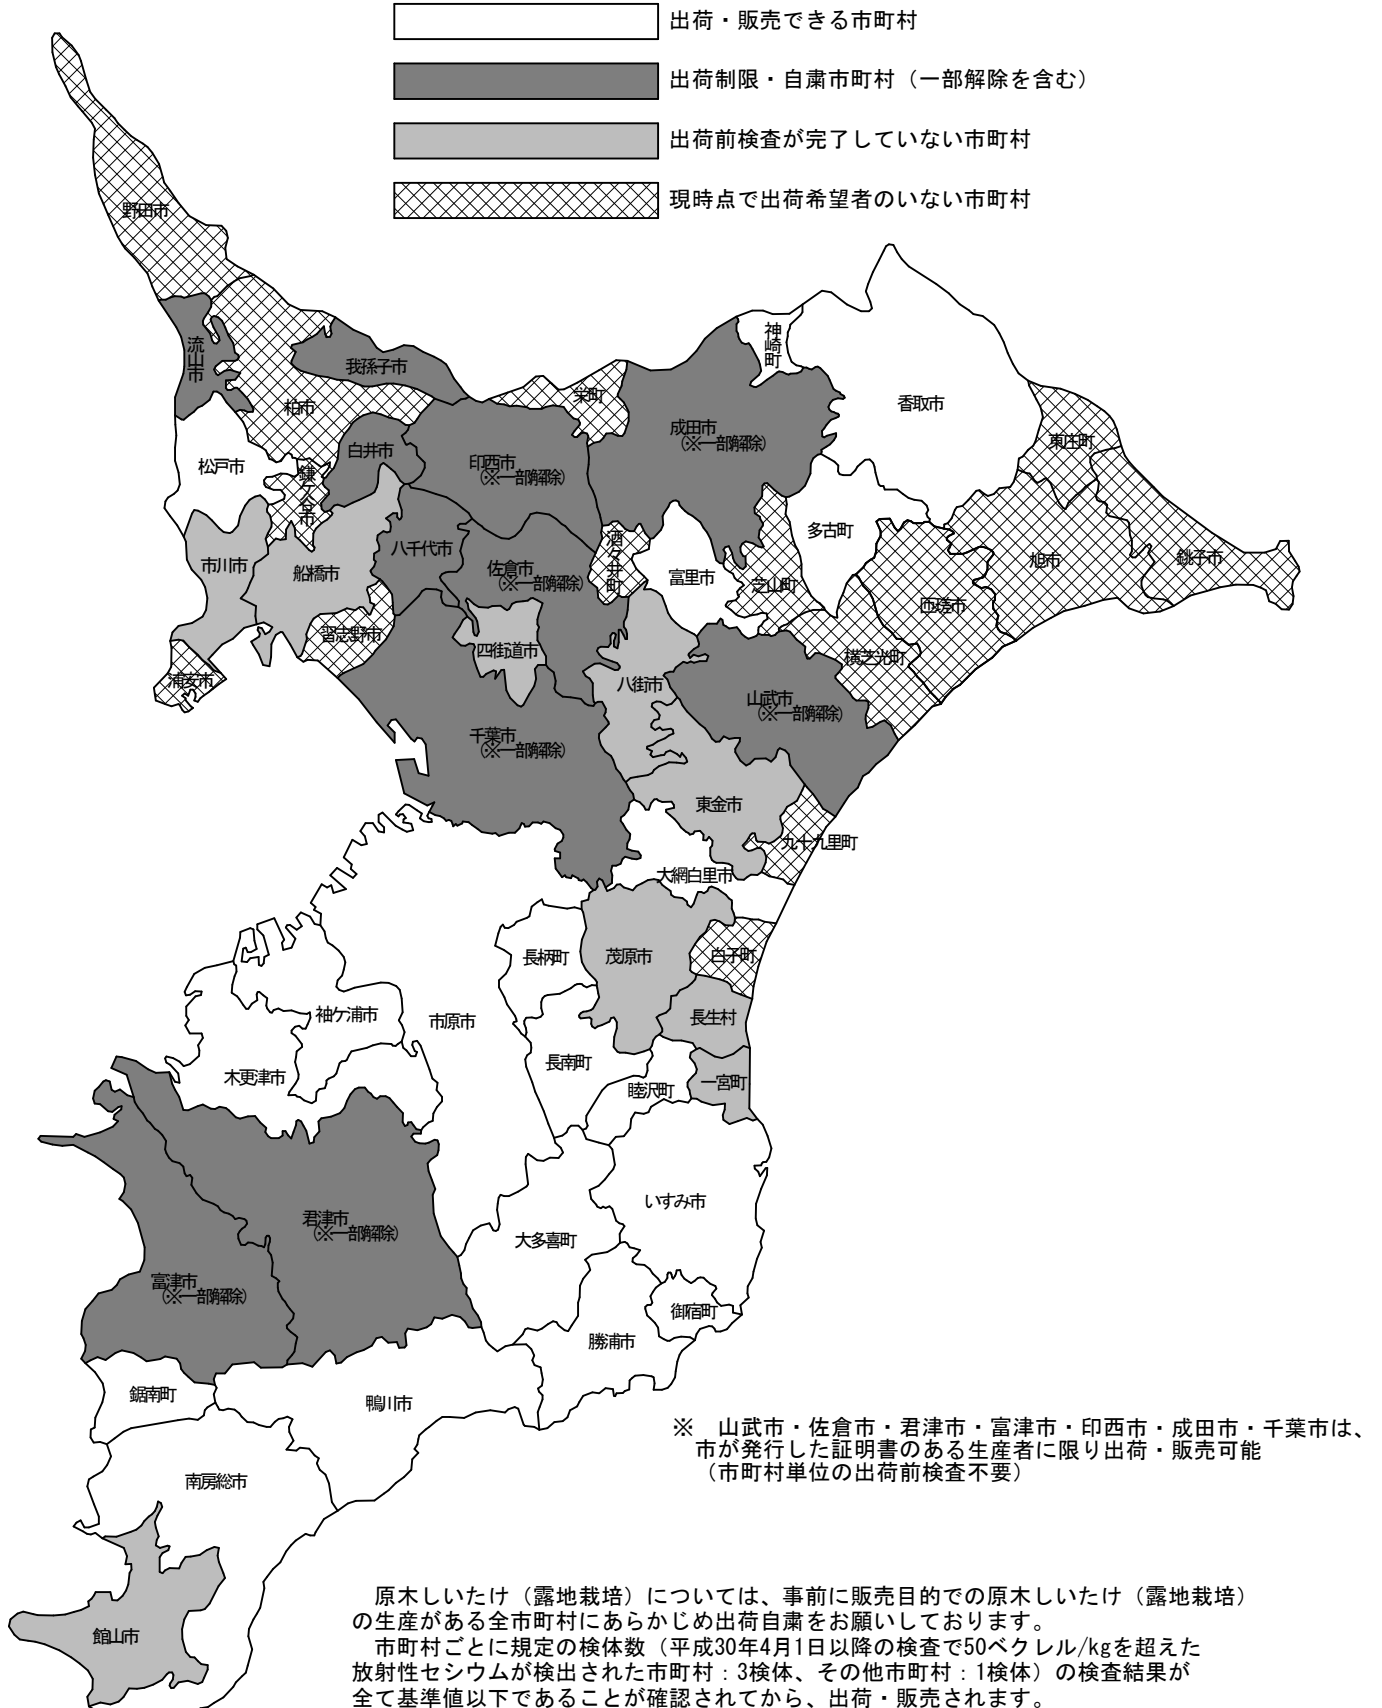 出荷・販売できる市町村
出荷制限・自粛市町村（一部解除を含む）
出荷前検査が完了していない市町村
現時点で出荷希望者のいない市町村
野田市
流山市
我孫子市
柏市
松戸市
白井市
鎌ケ谷市
印西市
（※一部解除）
栄町
成田市
（※一部解除）
神崎町
香取市
東庄町
多古町
銚子市
旭市
匝瑳市
市川市
船橋市
八千代市
佐倉市
（※一部解除）
酒々井町
富里市
芝山町
習志野市
四街道市
横芝光町
浦安市
八街市
山武市
（※一部解除）
千葉市
（※一部解除）
東金市
九十九里町
大網白里市
長柄町
茂原市
白子町
袖ケ浦市
市原市
長生村
長南町
木更津市
睦沢町
一宮町
いすみ市
君津市
（※一部解除）
大多喜町
富津市
（※一部解除）
御宿町
勝浦市
鋸南町
鴨川市
※　山武市・佐倉市・君津市・富津市・印西市・成田市・千葉市は、
市が発行した証明書のある生産者に限り出荷・販売可能
（市町村単位の出荷前検査不要）
南房総市
館山市
　原木しいたけ（露地栽培）については、事前に販売目的での原木しいたけ（露地栽培）
の生産がある全市町村にあらかじめ出荷自粛をお願いしております。
　市町村ごとに規定の検体数（平成30年4月1日以降の検査で50ベクレル/kgを超えた
放射性セシウムが検出された市町村：3検体、その他市町村：1検体）の検査結果が
全て基準値以下であることが確認されてから、出荷・販売されます。